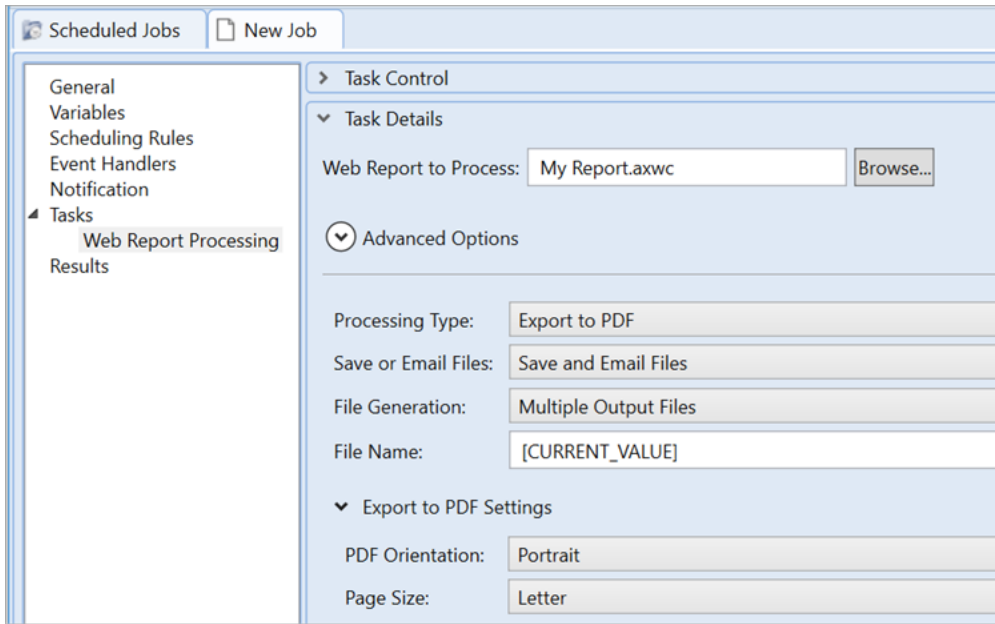 Scheduled Jobs
New Job
General
Variables
Scheduling Rules
Event Handlers
Notification
Tasks
Web Report Processing
Results
Task Control
Task Details
Web Report to Process: My Report.axwc Browse...
Advanced Options
Processing Type: Export to PDF
Save or Email Files: Save and Email Files
File Generation: Multiple Output Files
File Name: [CURRENT_VALUE]
Export to PDF Settings
PDF Orientation: Portrait
Page Size: Letter